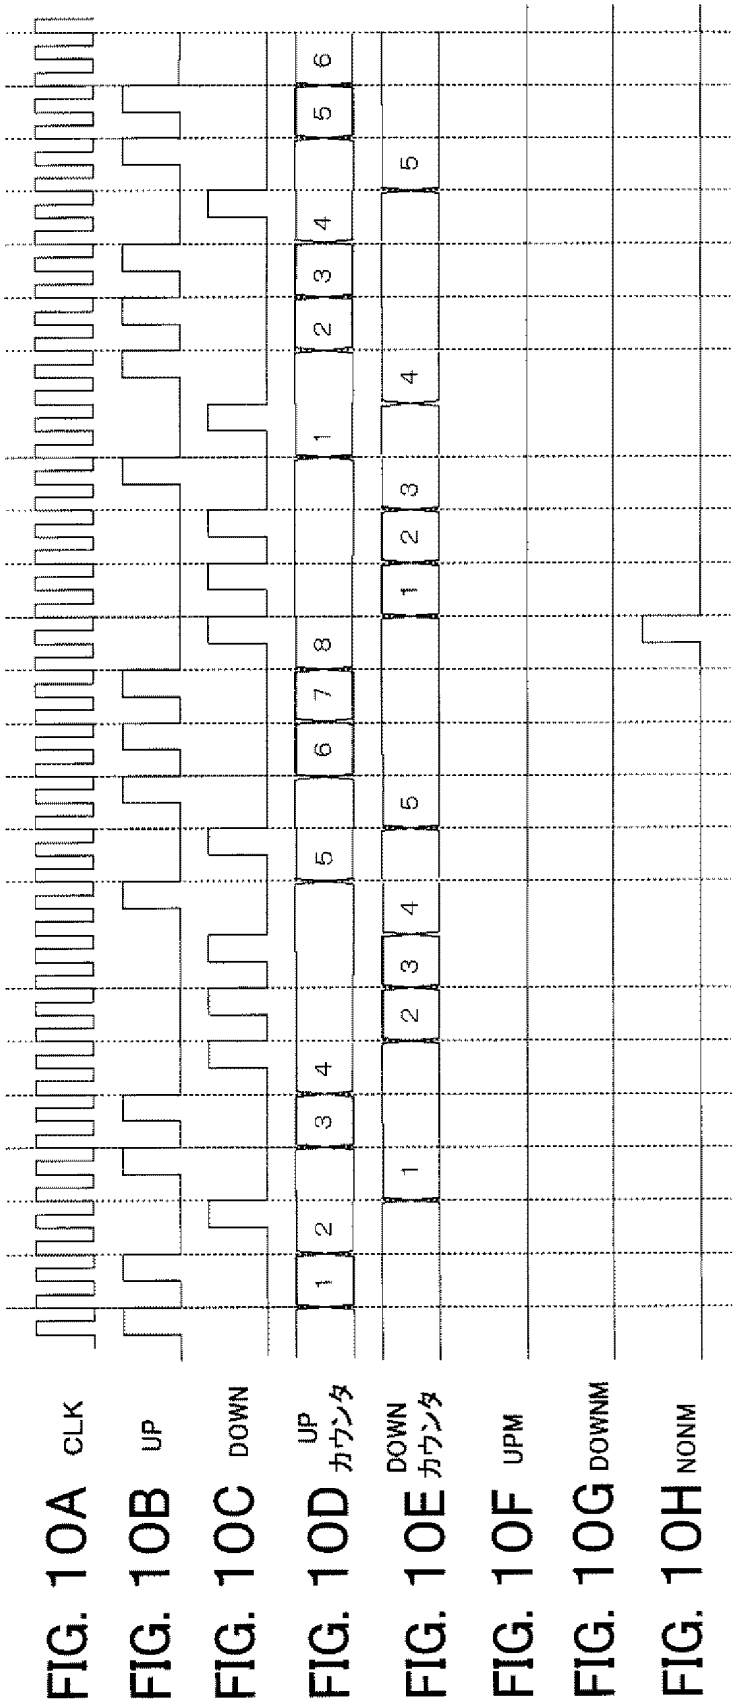 FIG. 10A CLK
FIG. 10B UP
FIG. 10C DOWN
FIG. 10D UP
カウンタ
1 2 3 4 5 6 7 8 1 2 3 4 5 6
FIG. 10E DOWN
カウンタ
1 2 3 4 5 1 2 3 4 5
FIG. 10F UPM
FIG. 10G DOWNM
FIG. 10H NONM